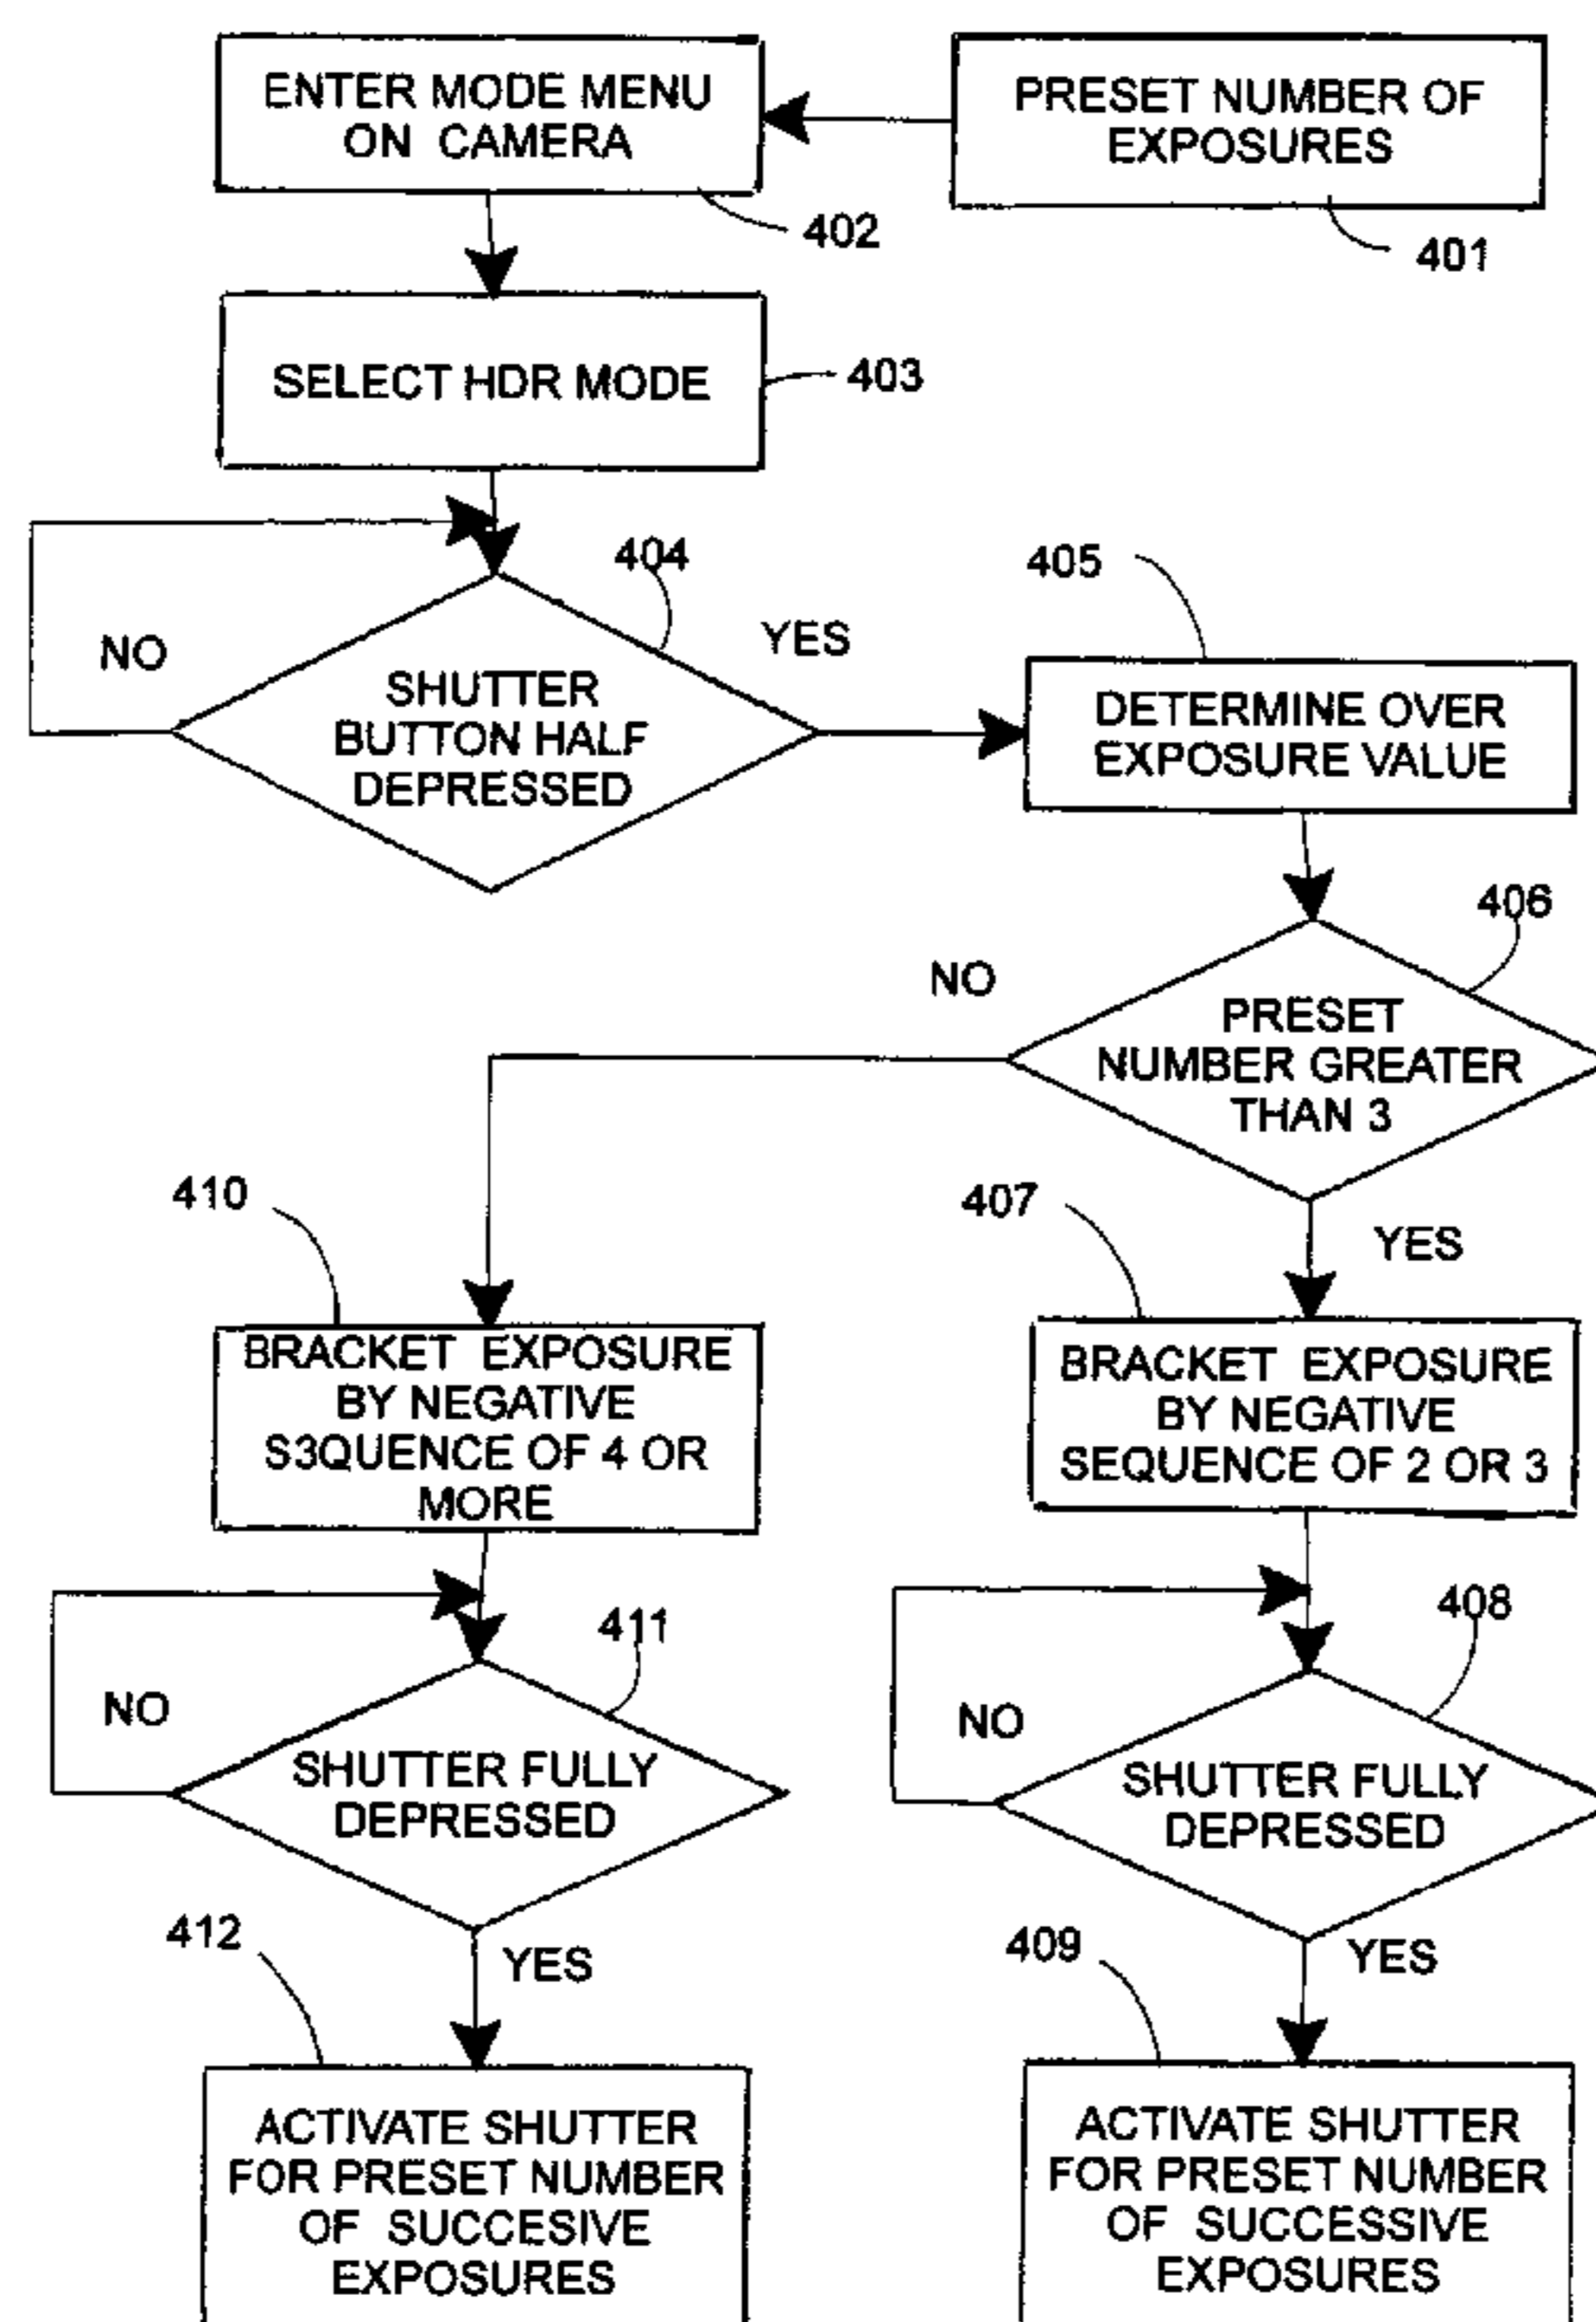 ENTER MODE MENU
ON CAMERA
402
PRESET NUMBER OF
EXPOSURES
401
SELECT HDR MODE
403
404
NO
YES
SHUTTER
BUTTON HALF
DEPRESSED
405
DETERMINE OVER
EXPOSURE VALUE
406
NO
PRESET
NUMBER GREATER
THAN 3
YES
410
BRACKET EXPOSURE
BY NEGATIVE
S3QUENCE OF 4 OR
MORE
407
BRACKET EXPOSURE
BY NEGATIVE
SEQUENCE OF 2 OR 3
411
NO
SHUTTER FULLY
DEPRESSED
YES
408
NO
SHUTTER FULLY
DEPRESSED
YES
412
ACTIVATE SHUTTER
FOR PRESET NUMBER
OF SUCCESIVE
EXPOSURES
409
ACTIVATE SHUTTER
FOR PRESET NUMBER
OF SUCCESSIVE
EXPOSURES